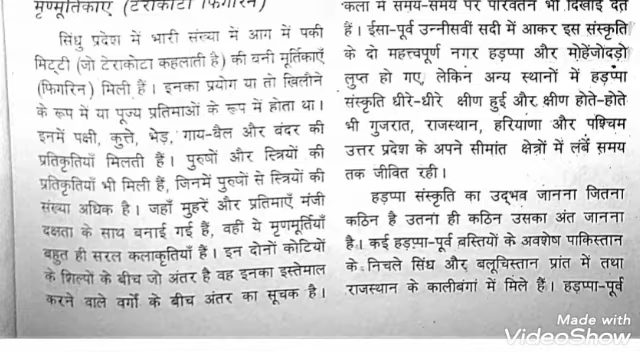 मृण्मूर्तिकाएँ (टेराकोटा फिगरिन)
सिंधु प्रदेश में भारी संख्या में आग में पकी
मिट्टी (जो टेराकोटा कहलाती है) की बनी मूर्तिकाएँ
(फिगरिन) मिली हैं। इनका प्रयोग या तो खिलौने
के रूप में या पूज्य प्रतिमाओं के रूप में होता था।
इनमें पक्षी, कुत्ते, भेड़, गाय-बैल और बंदर की
प्रतिकृतियाँ मिलती हैं। पुरुषों और स्त्रियों की
प्रतिकृतियाँ भी मिली हैं, जिनमें पुरुषों से स्त्रियों की
संख्या अधिक है। जहाँ मुहरें और प्रतिमाएँ मंजी
दक्षता के साथ बनाई गई हैं, वहीं ये मृणमूर्तियाँ
बहुत ही सरल कलाकृतियाँ हैं। इन दोनों कोटियों
के शिल्पों के बीच जो अंतर है वह इनका इस्तेमाल
करने वाले वर्गों के बीच अंतर का सूचक है।
कला में समय-समय पर परिवर्तन भी दिखाई देते
हैं। ईसा-पूर्व उन्नीसवीं सदी में आकर इस संस्कृति
के दो महत्त्वपूर्ण नगर हड़प्पा और मोहेंजोदड़ो
लुप्त हो गए, लेकिन अन्य स्थानों में हड़प्पा
संस्कृति धीरे-धीरे क्षीण हुई और क्षीण होते-होते
भी गुजरात, राजस्थान, हरियाणा और पश्चिम
उत्तर प्रदेश के अपने सीमांत क्षेत्रों में लंबें समय
तक जीवित रही।
हड़प्पा संस्कृति का उद्भव जानना जितना
कठिन है उतना ही कठिन उसका अंत जानना
है। कई हड़प्पा-पूर्व बस्तियों के अवशेष पाकिस्तान
के निचले सिंध और बलूचिस्तान प्रांत में तथा
राजस्थान के कालीबंगां में मिले हैं। हड़प्पा-पूर्व
Made with
VideoShow